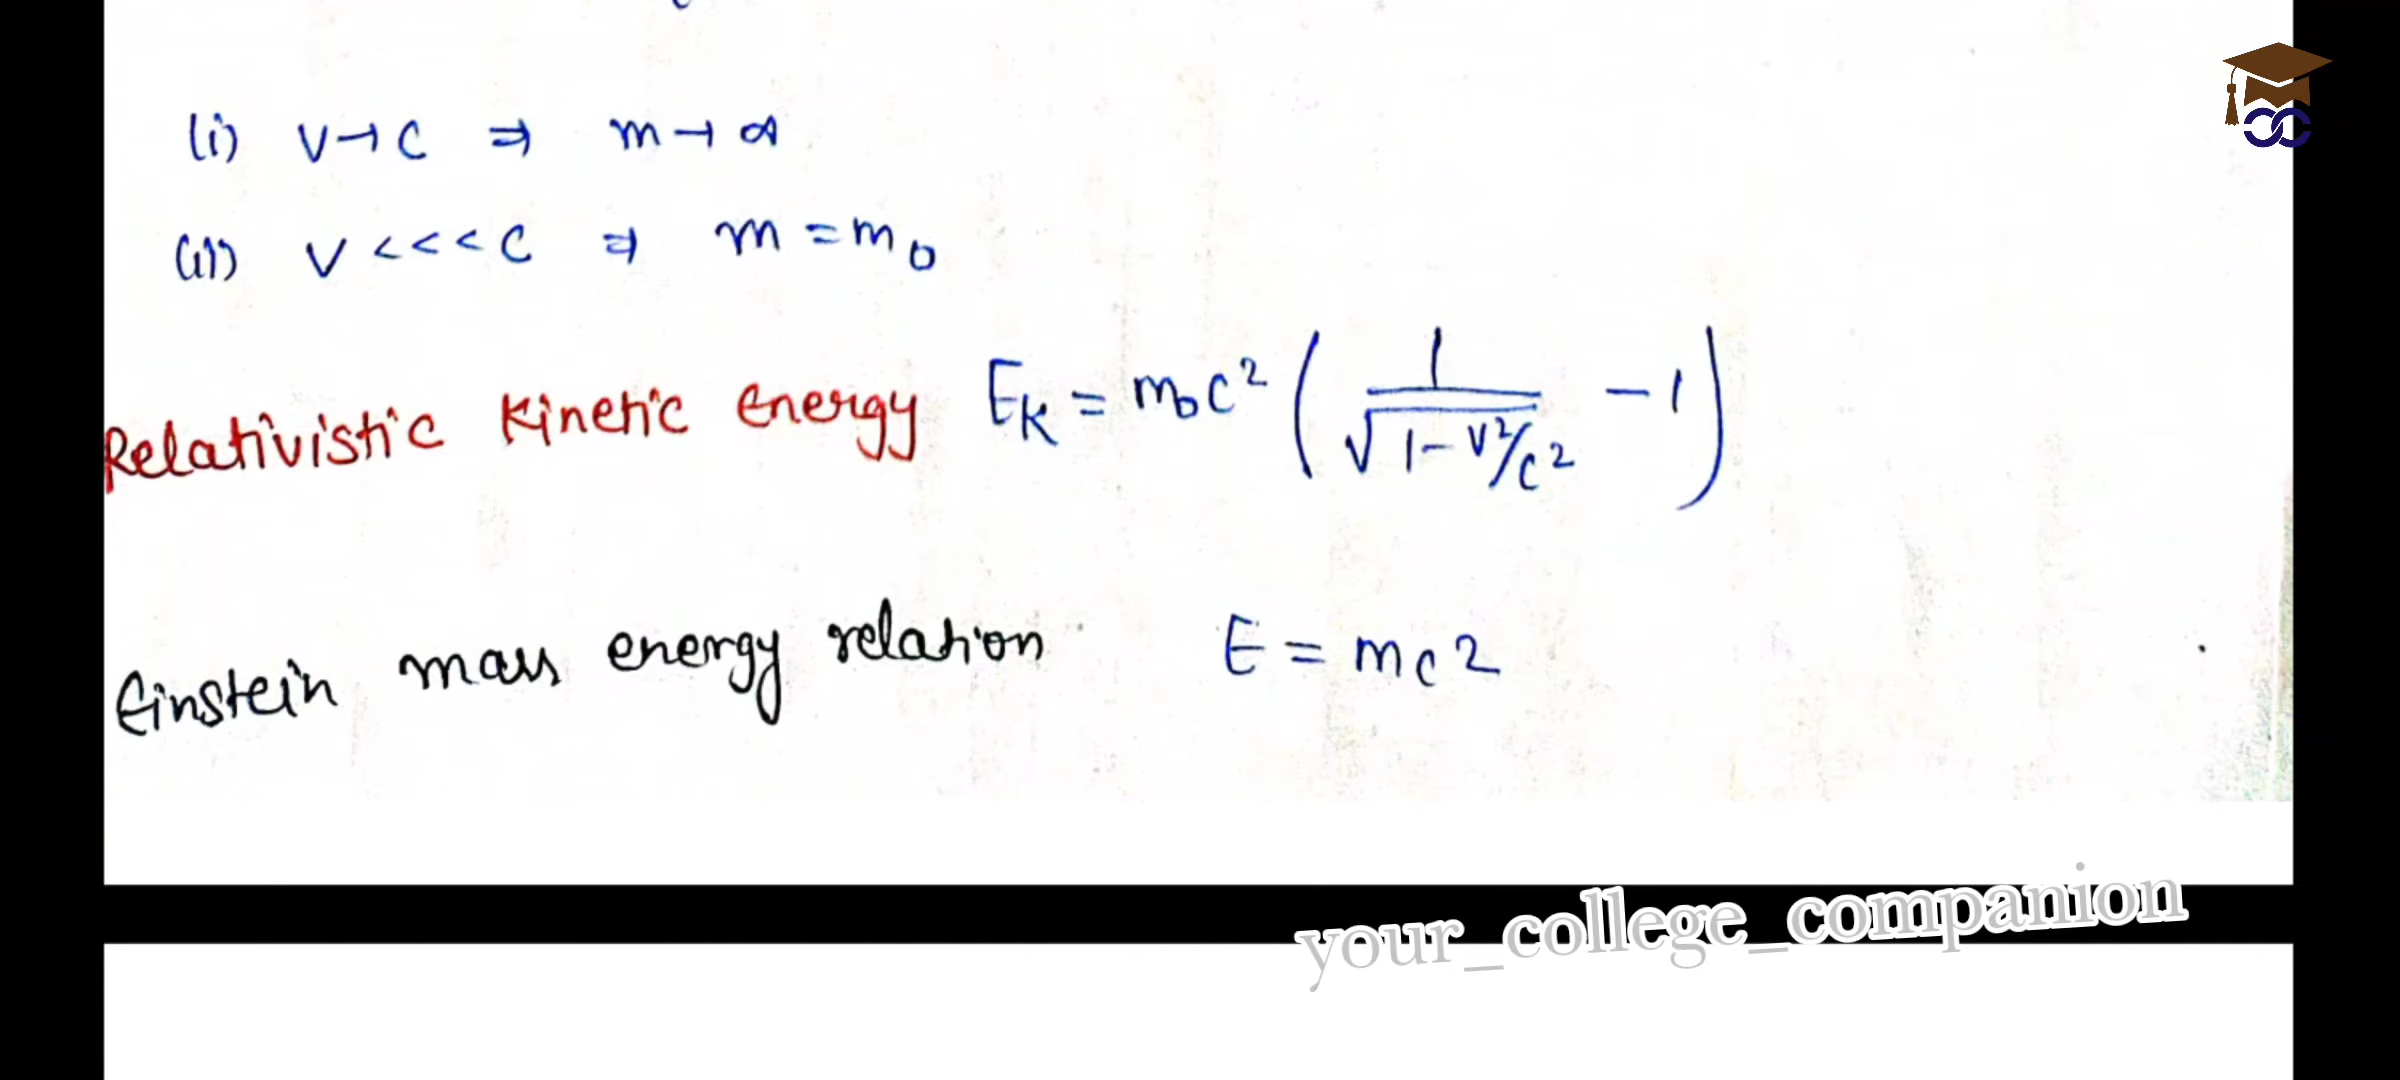 (i) v → c ⇒ m → ∞
(ii) v <<< c ⇒ m = m₀
Relativistic Kinetic energy E_K = m₀c² ( 1 / √(1 - v²/c²) - 1 )
Einstein mass energy relation E = mc2
your_college_companion